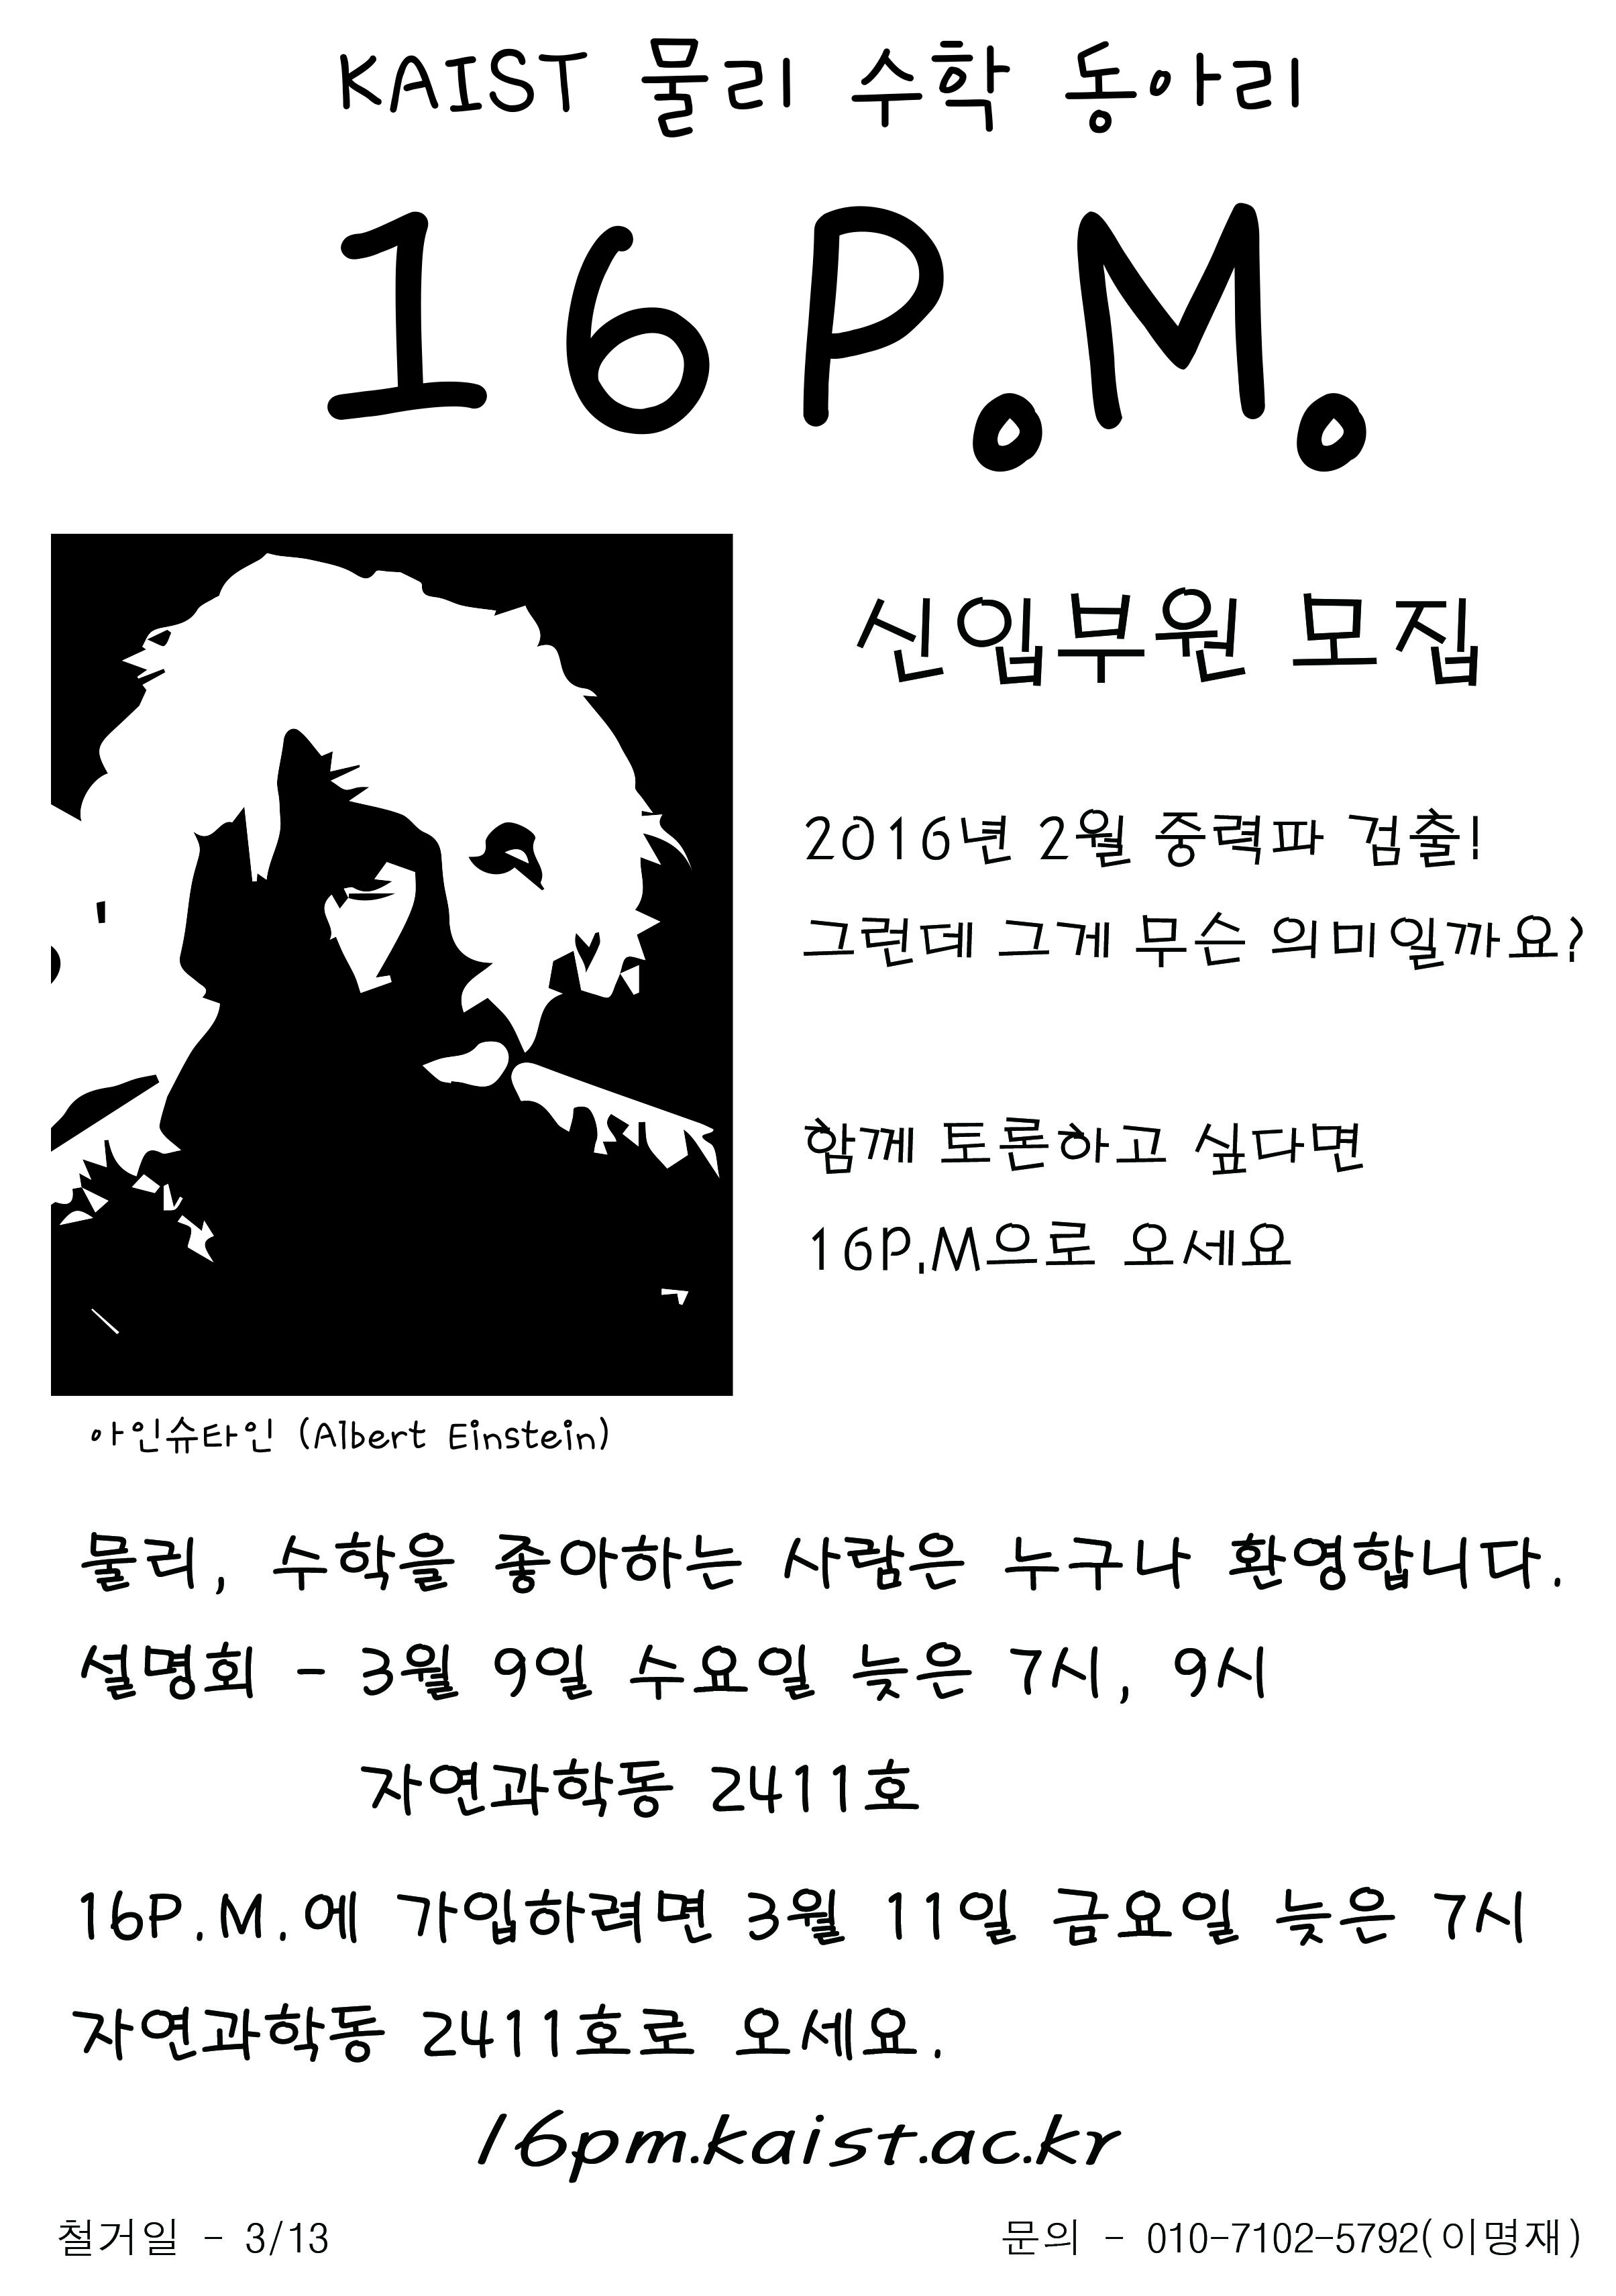 KAIST 물리 수학 동아리
16P.M.
신입부원 모집
2016년 2월 중력파 검출!
그런데 그게 무슨 의미일까요?
함께 토론하고 싶다면
16P.M으로 오세요
아인슈타인 (Albert Einstein)
물리, 수학을 좋아하는 사람은 누구나 환영합니다.
설명회 - 3월 9일 수요일 늦은 7시, 9시
자연과학동 2411호
16P.M.에 가입하려면 3월 11일 금요일 늦은 7시
자연과학동 2411호로 오세요.
16pm.kaist.ac.kr
철거일 - 3/13
문의 - 010-7102-5792(이명재)